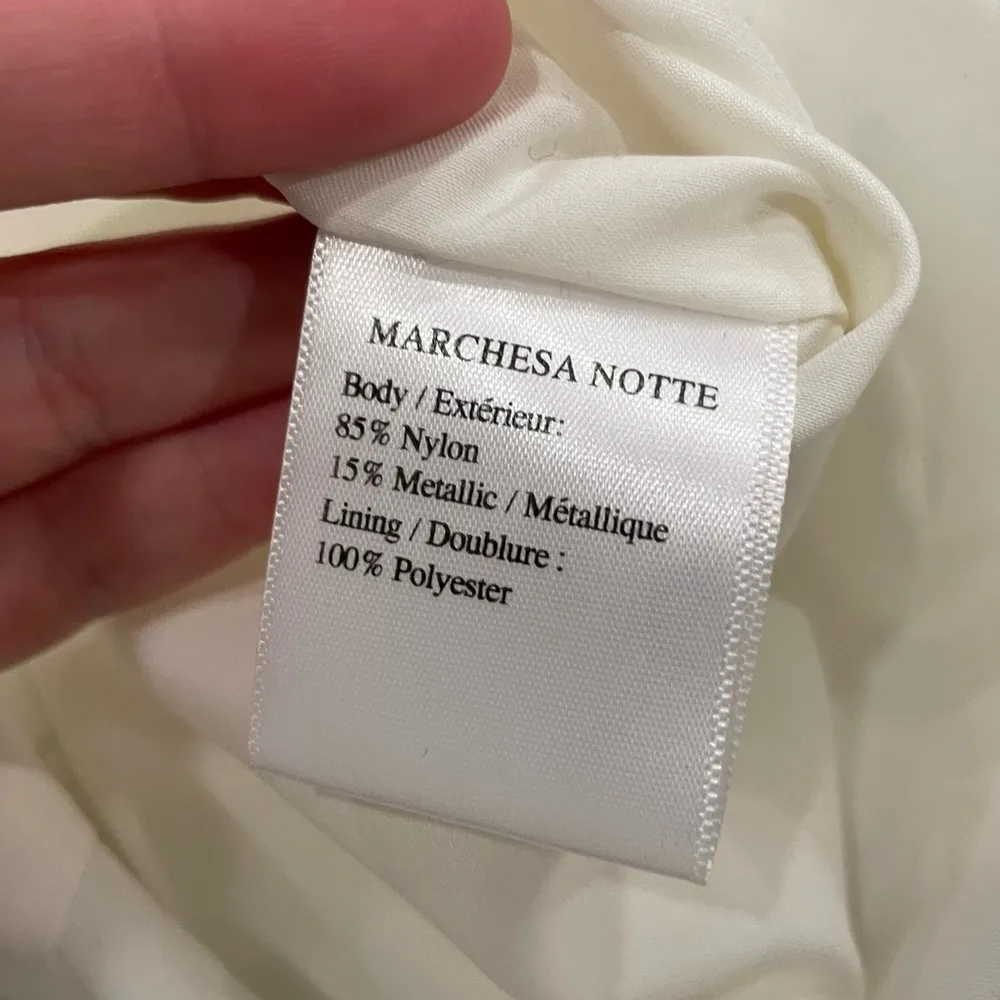 MARCHESA NOTTE
Body / Extérieur:
85% Nylon
15% Metallic / Métallique
Lining / Doublure :
100% Polyester